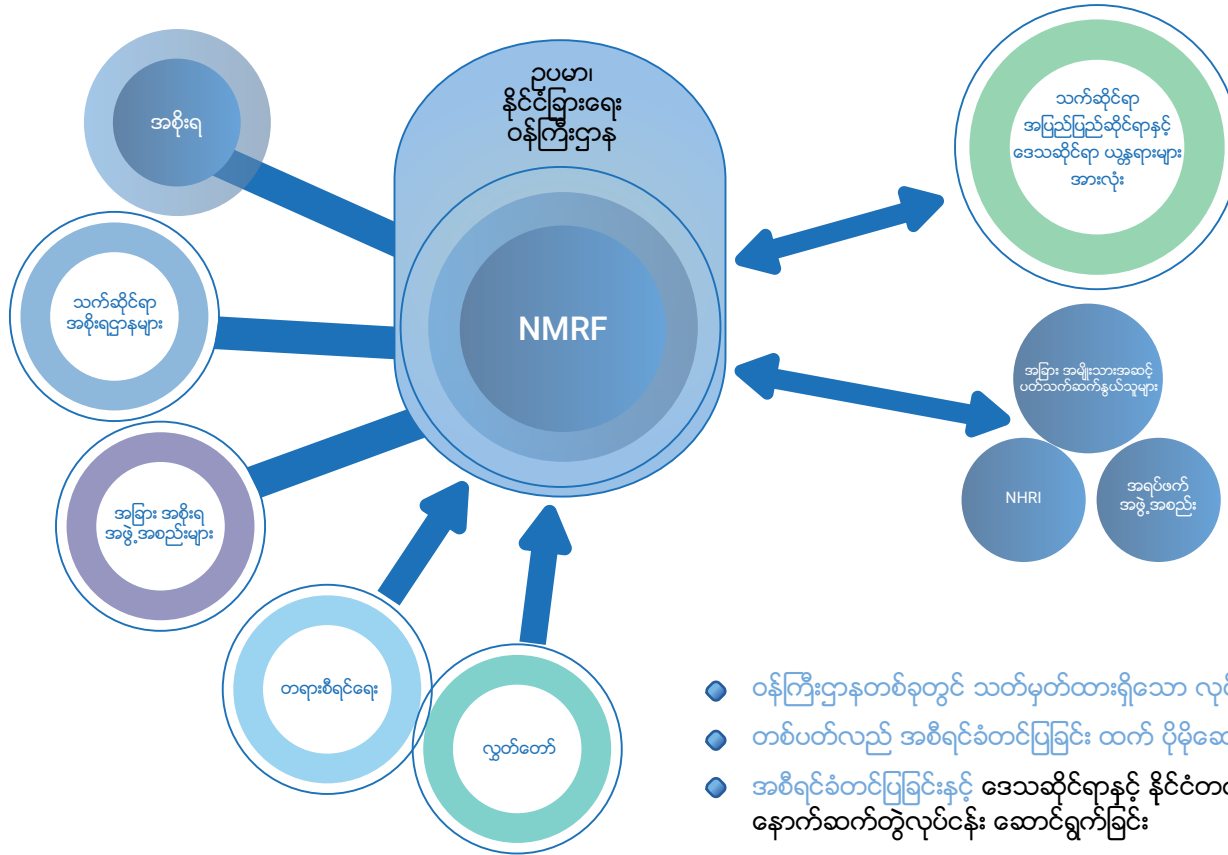 ဥပမာ၊
နိုင်ငံခြားရေး
ဝန်ကြီးဌာန
အစိုးရ
သက်ဆိုင်ရာ
အပြည်ပြည်ဆိုင်ရာနှင့်
ဒေသဆိုင်ရာ ယန္တရားများ
အားလုံး
သက်ဆိုင်ရာ
အစိုးရဌာနများ
NMRF
အခြား အမျိုးသားအဆင့်
ပတ်သက်ဆက်နွယ်သူများ
NHRI
အရပ်ဖက်
အဖွဲ့အစည်း
အခြား အစိုးရ
အဖွဲ့အစည်းများ
တရားစီရင်ရေး
လွှတ်တော်
ဝန်ကြီးဌာနတစ်ခုတွင် သတ်မှတ်ထားရှိသော
တစ်ပတ်လည် အစီရင်ခံတင်ပြခြင်း ထက်
အစီရင်ခံတင်ပြခြင်းနှင့် ဒေသဆိုင်ရာနှင့်
နောက်ဆက်တွဲလုပ်ငန်း ဆောင်ရွက်ခြင်း